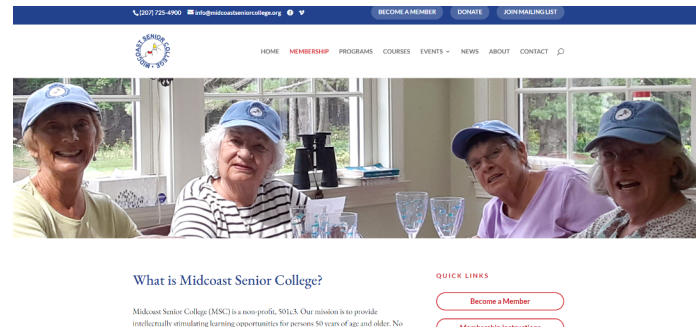 (207) 725-4900 info@midcoastseniorcollege.org
BECOME A MEMBER DONATE JOIN MAILING LIST
MIDCOAST SENIOR COLLEGE
HOME MEMBERSHIP PROGRAMS COURSES EVENTS NEWS ABOUT CONTACT
What is Midcoast Senior College?
QUICK LINKS
Become a Member
Midcoast Senior College (MSC) is a non-profit, 501c3. Our mission is to provide
intellectually stimulating learning opportunities for persons 50 years of age and older. No
Membership Instructions